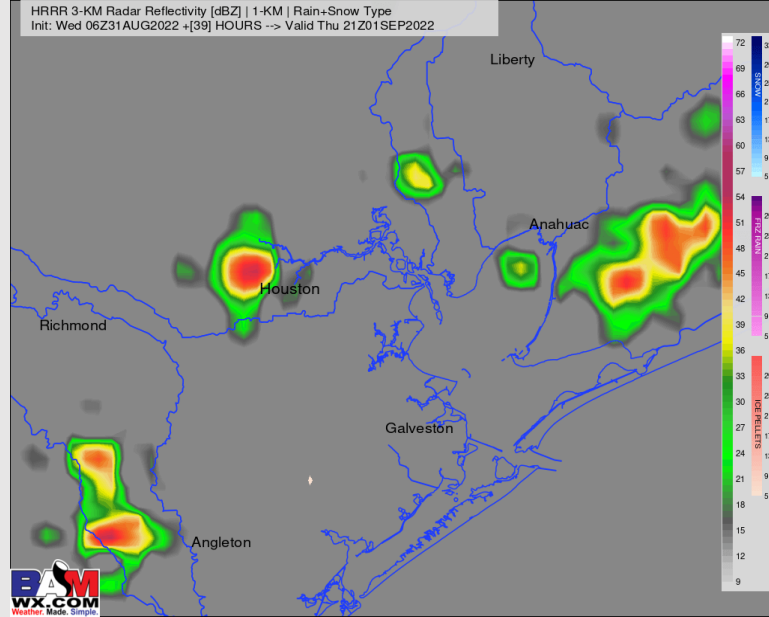 HRRR 3-KM Radar Reflectivity [dBZ] | 1-KM | Rain+Snow Type
Init: Wed 06Z31AUG2022 +[39] HOURS --> Valid Thu 21Z01SEP2022
Liberty
Anahuac
Houston
Richmond
Galveston
Angleton
72
69
66
63
60
57
54
51
48
45
42
39
36
33
30
27
24
21
18
15
12
9
SNOW
FRZ RAIN
ICE PELLETS
BAM
WX.COM
Weather. Made. Simple.